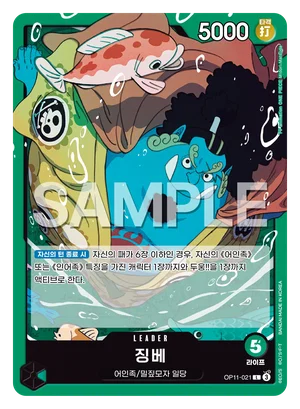 5000
타격
打
SAMPLE
자신의 턴 종료 시 자신의 패가 6장 이하인 경우, 자신의 《어인족》
또는 《인어족》 특징을 가진 캐릭터 1장까지와 두웅!!을 1장까지
액티브로 한다.
LEADER
징베
어인족/밀짚모자 일당
5
라이프
OP11-021 L